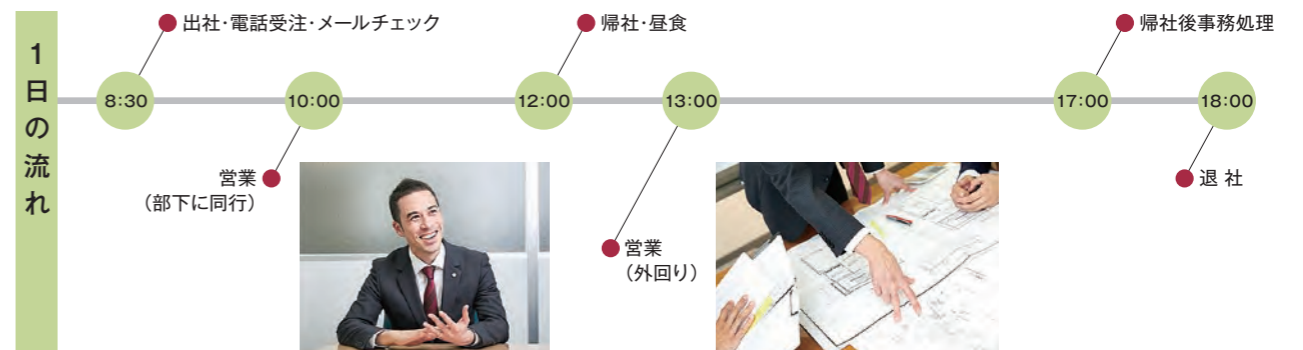 1日の流れ
8:30
出社・電話受注・メールチェック
10:00
営業
（部下に同行）
12:00
帰社・昼食
13:00
営業
（外回り）
17:00
帰社後事務処理
18:00
退 社